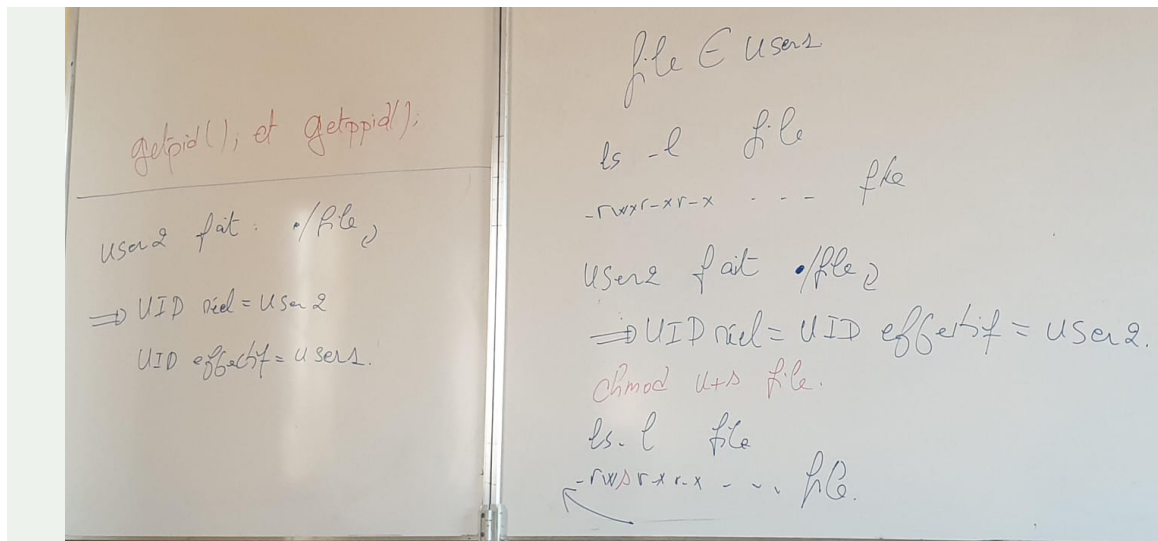 getpid(); et getppid();
user2 fait : ./file
⇒ UID réel = user2
UID effectif = user1.
file ∈ user1
ls -l file
-rwxr-xr-x . - - file
user2 fait ./file
⇒ UID réel = UID effectif = user2.
chmod u+s file.
ls -l file
-rwsr-xr-x - - . . file.